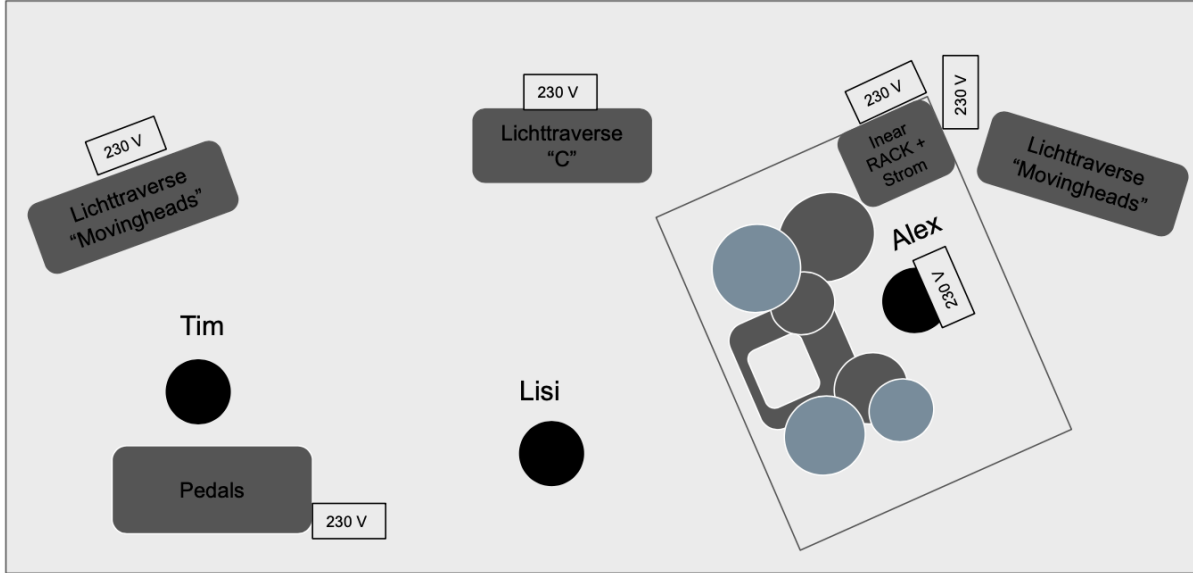 230 V
Lichttraverse
“Movingheads”
230 V
Lichttraverse
“C”
230 V
230 V
Inear
RACK +
Strom
Lichttraverse
“Movingheads”
Alex
230 V
Tim
Lisi
Pedals
230 V